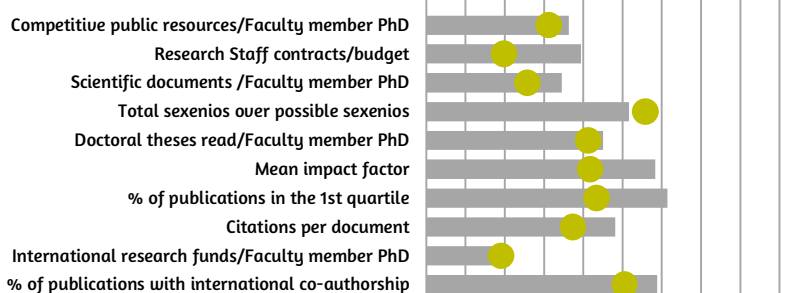 Competitive public resources/Faculty member PhD
Research Staff contracts/budget
Scientific documents /Faculty member PhD
Total sexenios over possible sexenios
Doctoral theses read/Faculty member PhD
Mean impact factor
% of publications in the 1st quartile
Citations per document
International research funds/Faculty member PhD
% of publications with international co-authorship